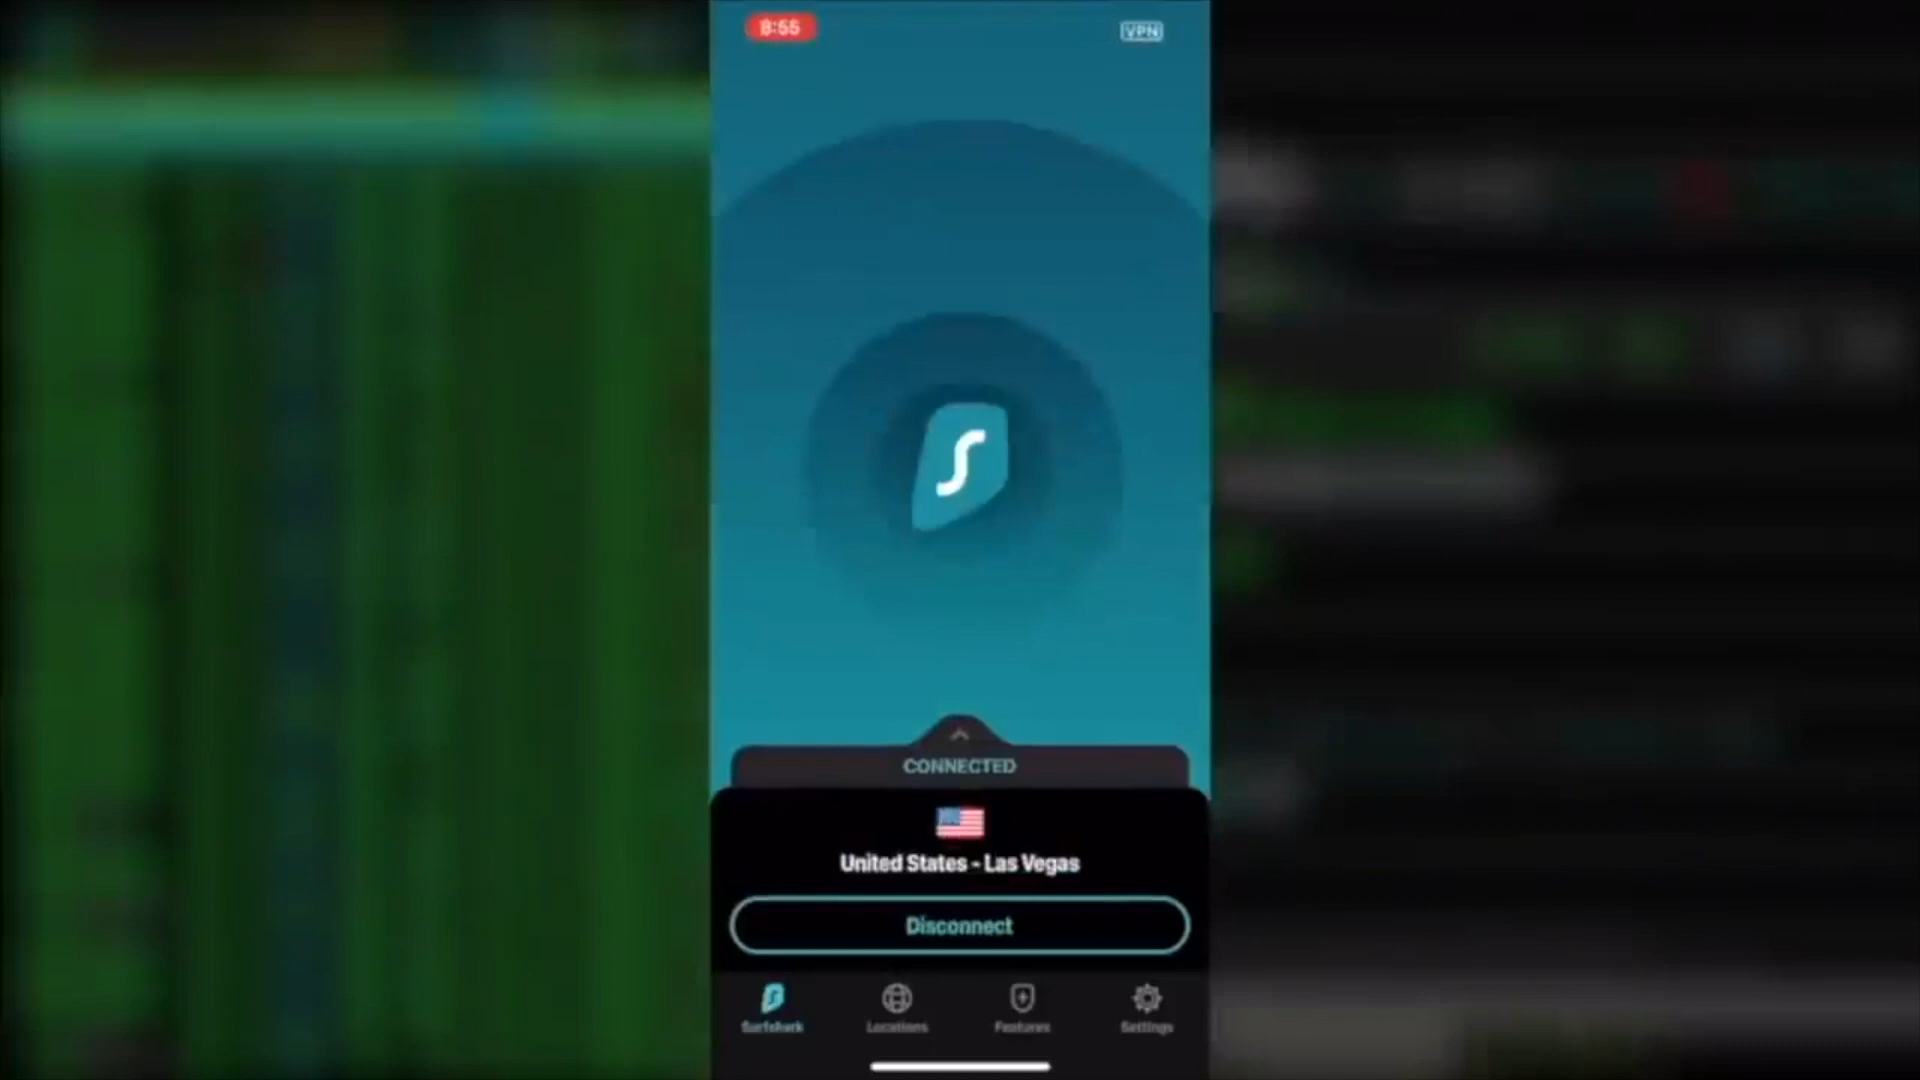 8:55
VPN
CONNECTED
United States - Las Vegas
Disconnect
Surfshark
Locations
Features
Settings